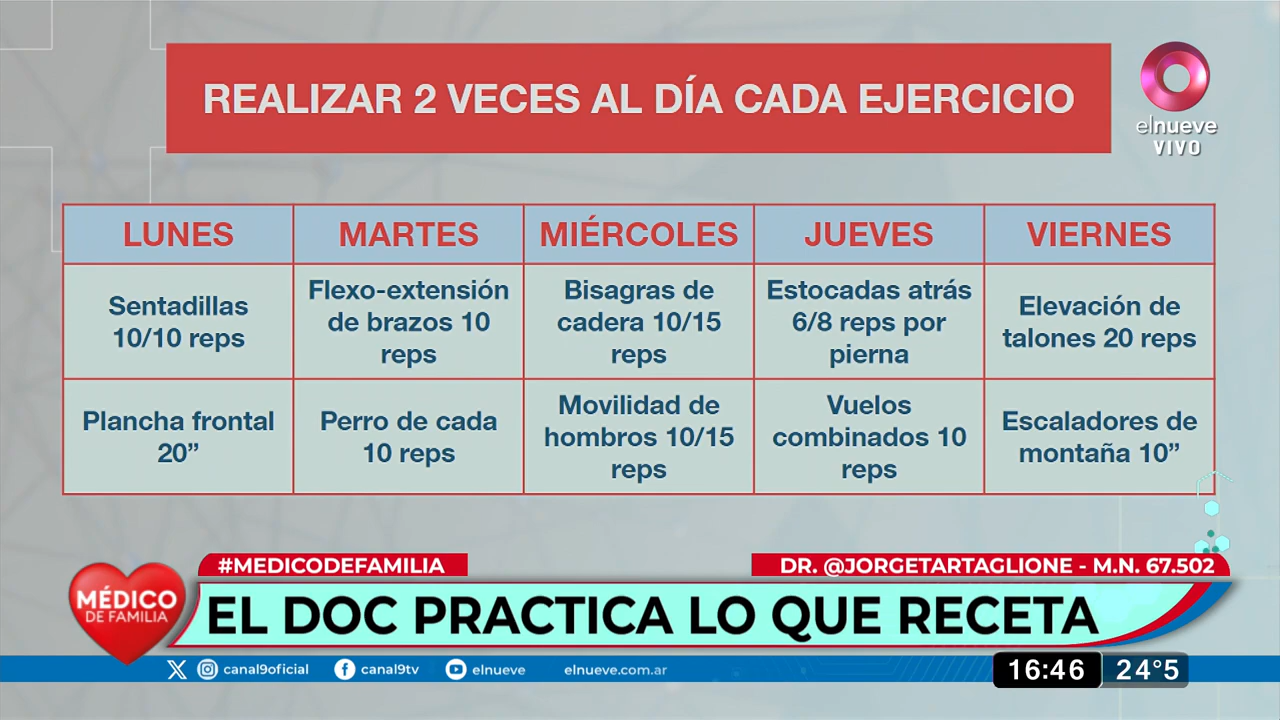 REALIZAR 2 VECES AL DÍA CADA EJERCICIO
elnueve
VIVO
LUNES
MARTES
MIÉRCOLES
JUEVES
VIERNES
Sentadillas
10/10 reps
Flexo-extensión
de brazos 10
reps
Bisagras de
cadera 10/15
reps
Estocadas atrás
6/8 reps por
pierna
Elevación de
talones 20 reps
Plancha frontal
20”
Perro de cada
10 reps
Movilidad de
hombros 10/15
reps
Vuelos
combinados 10
reps
Escaladores de
montaña 10”
#MEDICODEFAMILIA
DR. @JORGETARTAGLIONE - M.N. 67.502
MÉDICO
DE FAMILIA
EL DOC PRACTICA LO QUE RECETA
canal9oficial
canal9tv
elnueve
elnueve.com.ar
16:46
24°5